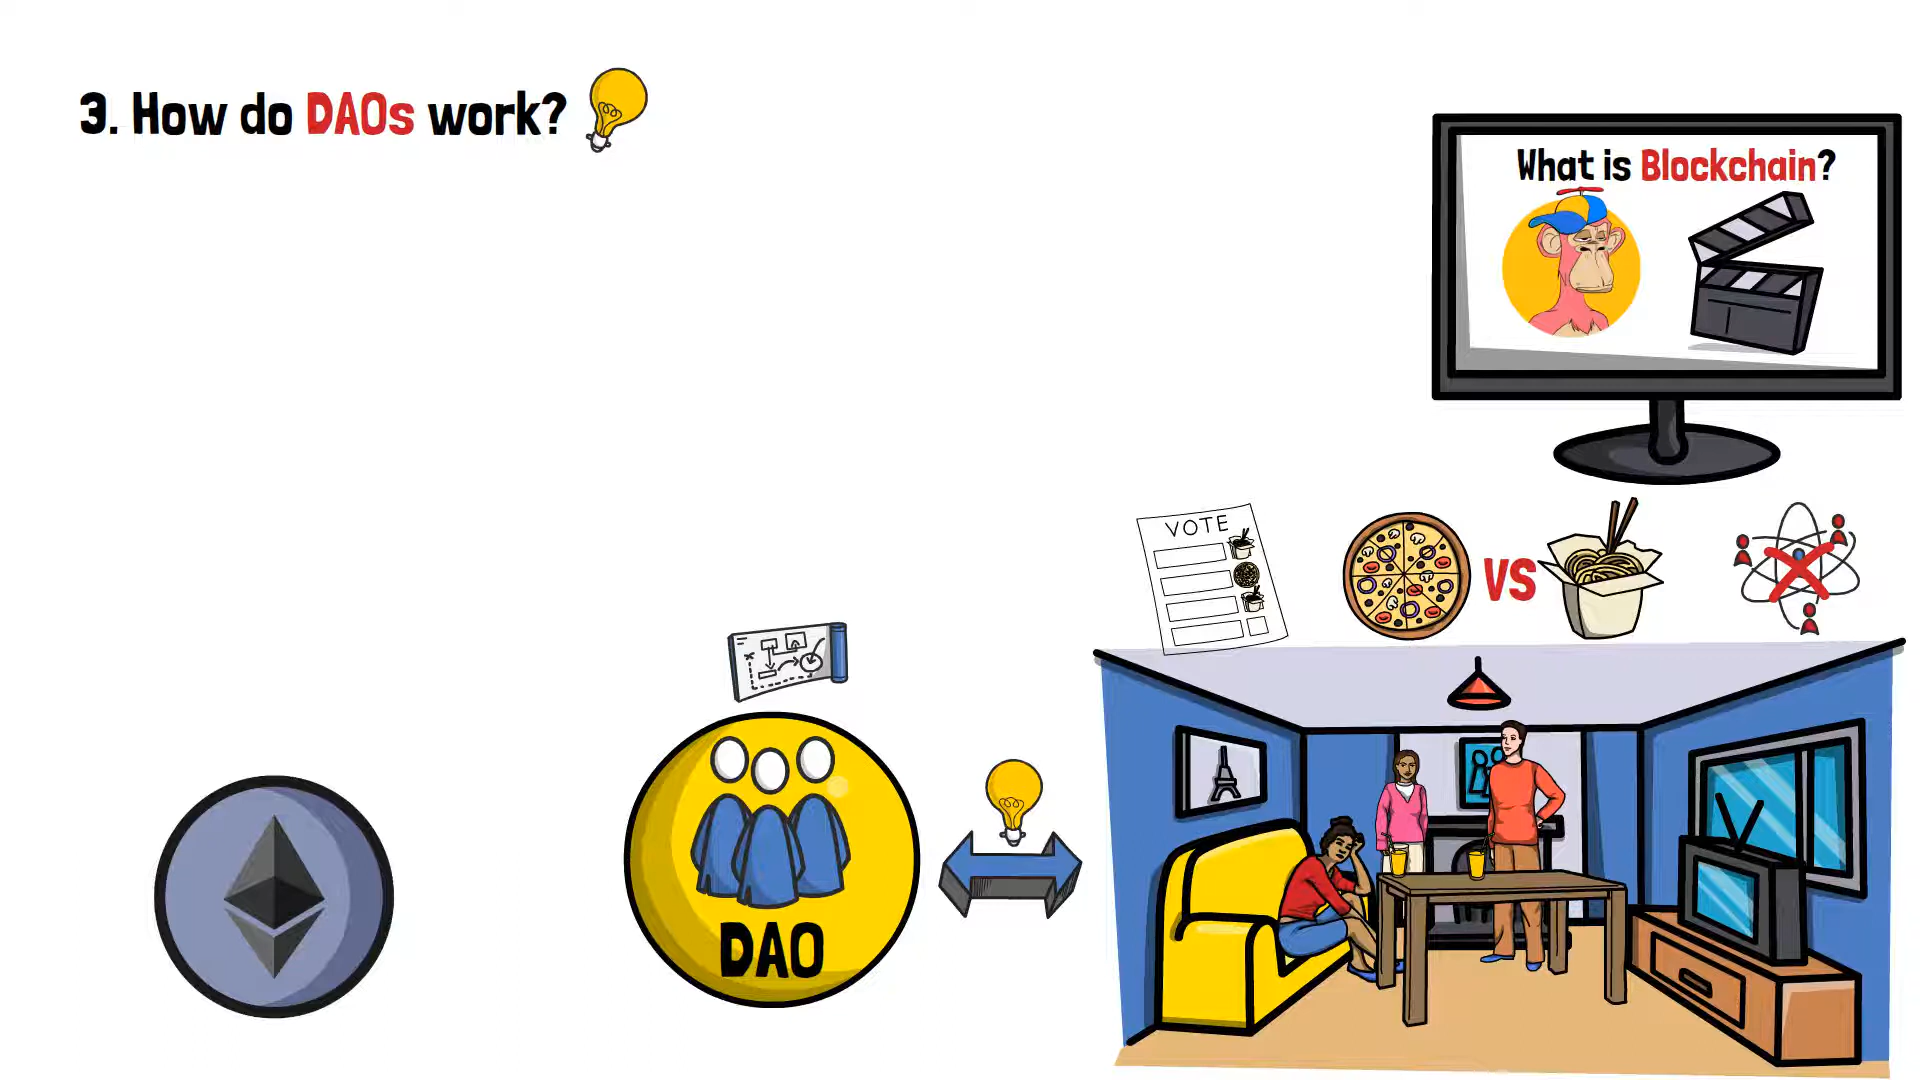 3. How do DAOs work?
What is Blockchain?
VOTE
VS
DAO